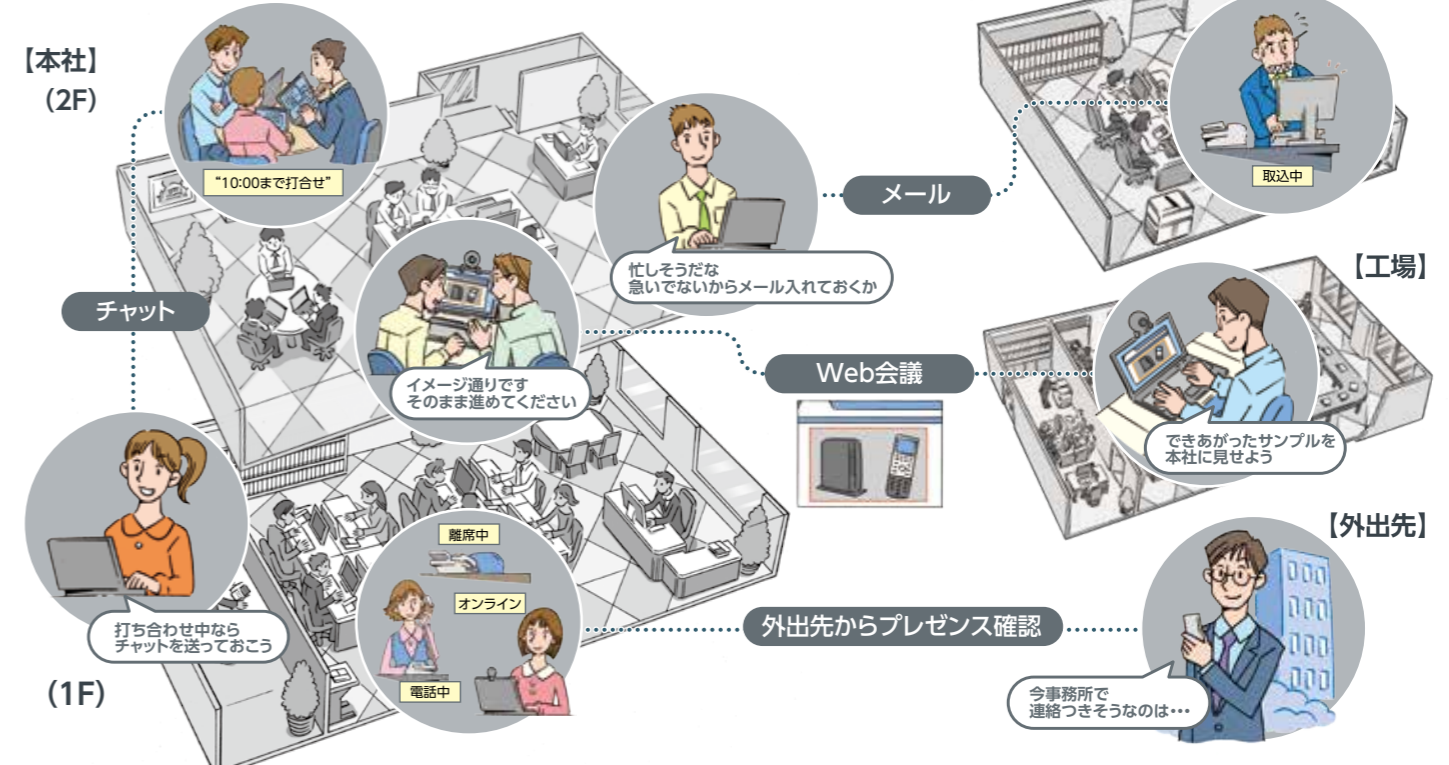 【本社】
(2F)
“10:00まで打合せ”
メール
取込中
忙しそうだな
急いでないからメール入れておくか
【工場】
チャット
イメージ通りです
そのまま進めてください
Web会議
できあがったサンプルを
本社に見せよう
打ち合わせ中なら
チャットを送っておこう
(1F)
離席中
オンライン
電話中
外出先からプレゼンス確認
【外出先】
今事務所で
連絡つきそうなのは・・・